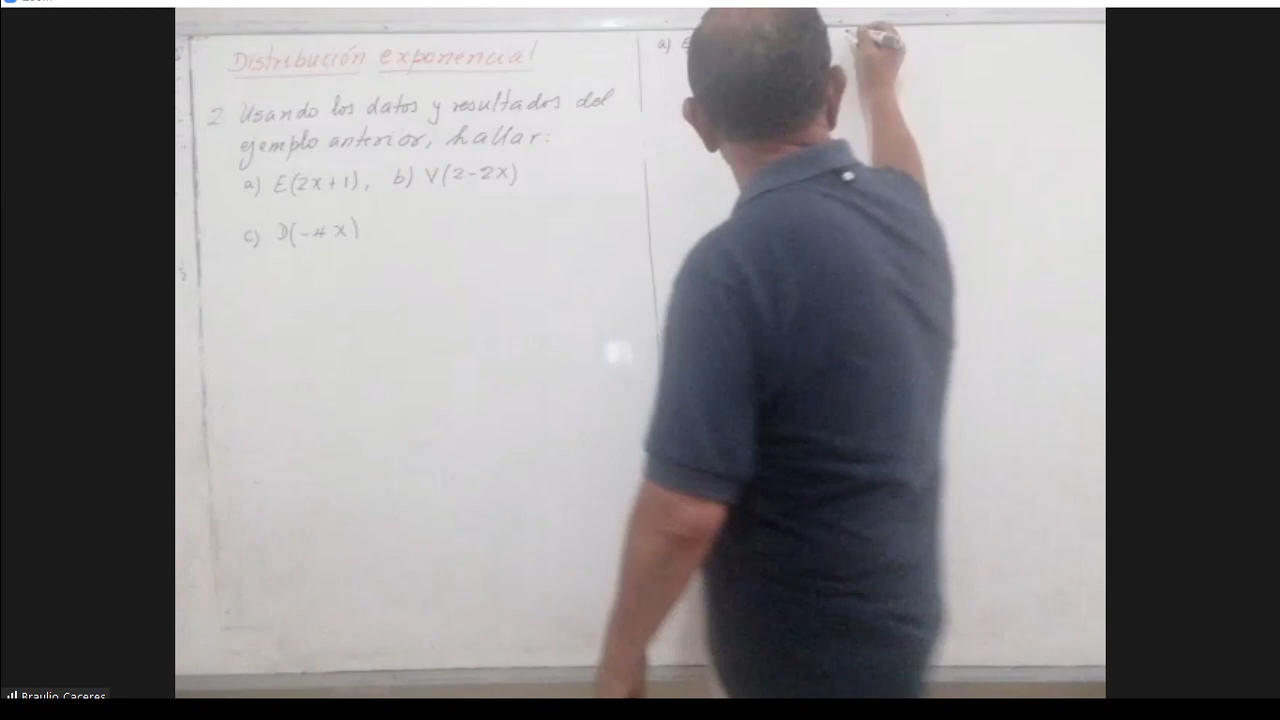 Distribución exponencial
2 Usando los datos y resultados del
ejemplo anterior, hallar:
a) E(2x+1), b) V(2-2x)
c) D(-4x)
a) E
Braulio Caceres